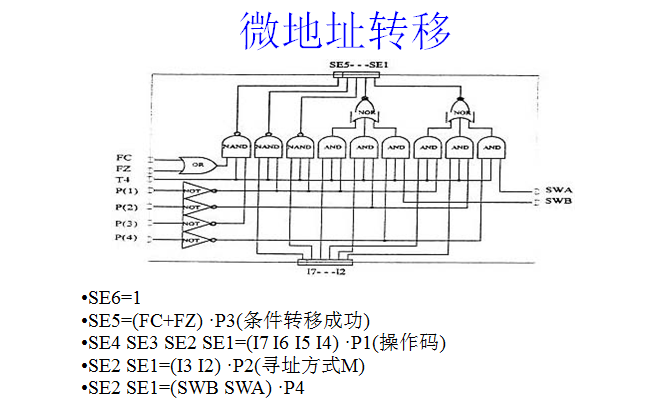 微地址转移
SE5---SE1
NOR NOR
NAND NAND NAND AND AND AND AND AND AND
FC
FZ
OR
T4
P(1) NOT
SWA
P(2) NOT
SWB
P(3) NOT
P(4) NOT
I7---I2
•SE6=1
•SE5=(FC+FZ) ·P3(条件转移成功)
•SE4 SE3 SE2 SE1=(I7 I6 I5 I4) ·P1(操作码)
•SE2 SE1=(I3 I2) ·P2(寻址方式M)
•SE2 SE1=(SWB SWA) ·P4